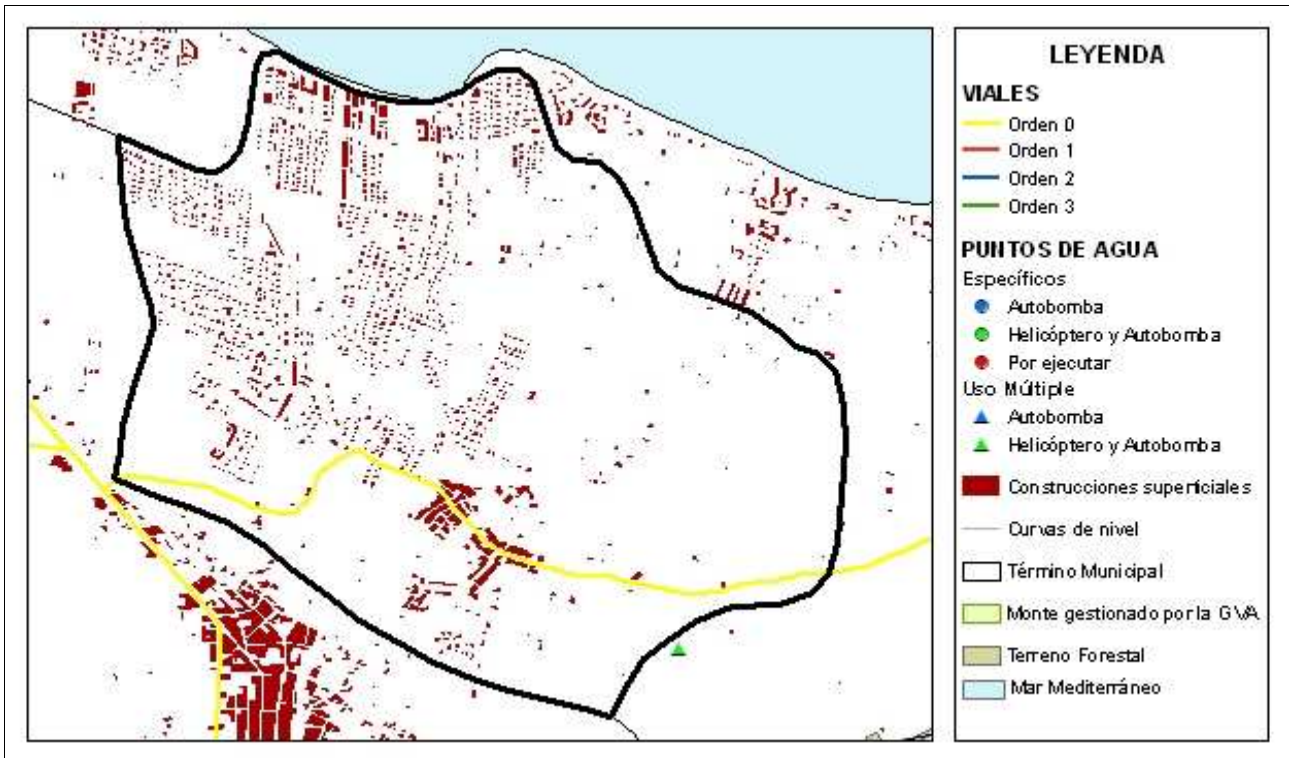 LEYENDA
VIALES
Orden 0
Orden 1
Orden 2
Orden 3
PUNTOS DE AGUA
Específicos
Autobomba
Helicóptero y Autobomba
Por ejecutar
Uso Múltiple
Autobomba
Helicóptero y Autobomba
Construcciones superficiales
Curvas de nivel
Término Municipal
Monte gestionado por la GVA
Terreno Forestal
Mar Mediterráneo